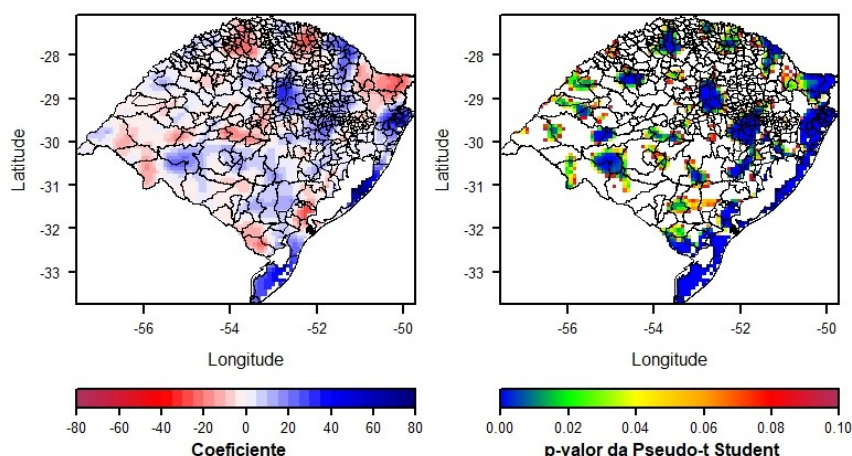 -28
-29
-30
-31
-32
-33
Latitude
-56
-54
-52
-50
Longitude
-80 -60 -40 -20 0 20 40 60 80
Coeficiente
-28
-29
-30
-31
-32
-33
Latitude
-56
-54
-52
-50
Longitude
0.00 0.02 0.04 0.06 0.08 0.10
p-valor da Pseudo-t Student